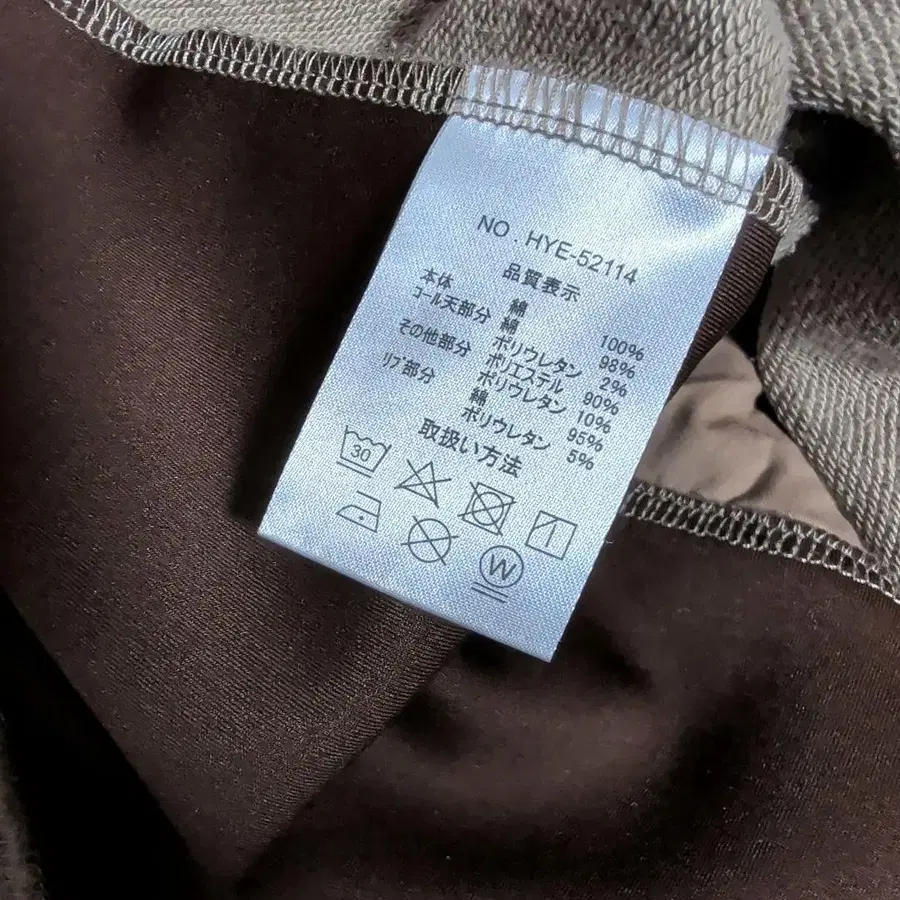 NO . HYE-52114
品質表示
本体 綿 100%
コール天部分 綿 98%
ポリウレタン 2%
その他部分 ポリエステル 90%
ポリウレタン 10%
リブ部分 綿 95%
ポリウレタン 5%
取扱い方法
30
W